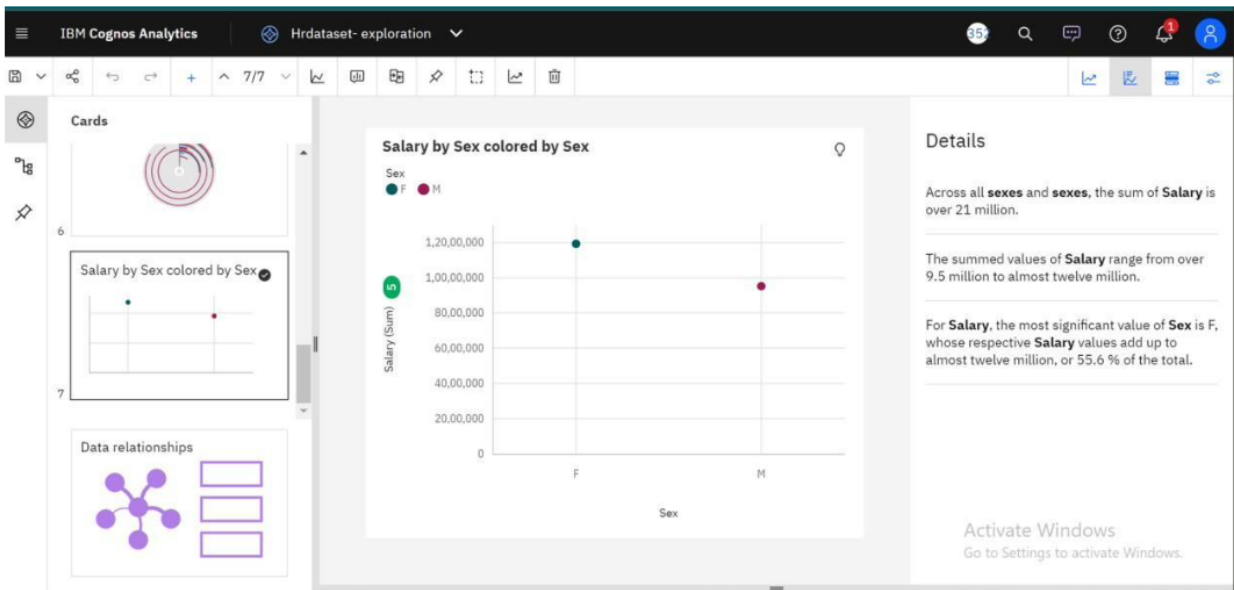 IBM Cognos Analytics
Hrdataset- exploration
352
1
7/7
Cards
6
Salary by Sex colored by Sex
7
Data relationships
Salary by Sex colored by Sex
Sex
F M
1,20,00,000
1,00,00,000
80,00,000
60,00,000
40,00,000
20,00,000
0
5
Salary (Sum)
F M
Sex
Details
Across all sexes and sexes, the sum of Salary is
over 21 million.
The summed values of Salary range from over
9.5 million to almost twelve million.
For Salary, the most significant value of Sex is F,
whose respective Salary values add up to
almost twelve million, or 55.6 % of the total.
Activate Windows
Go to Settings to activate Windows.